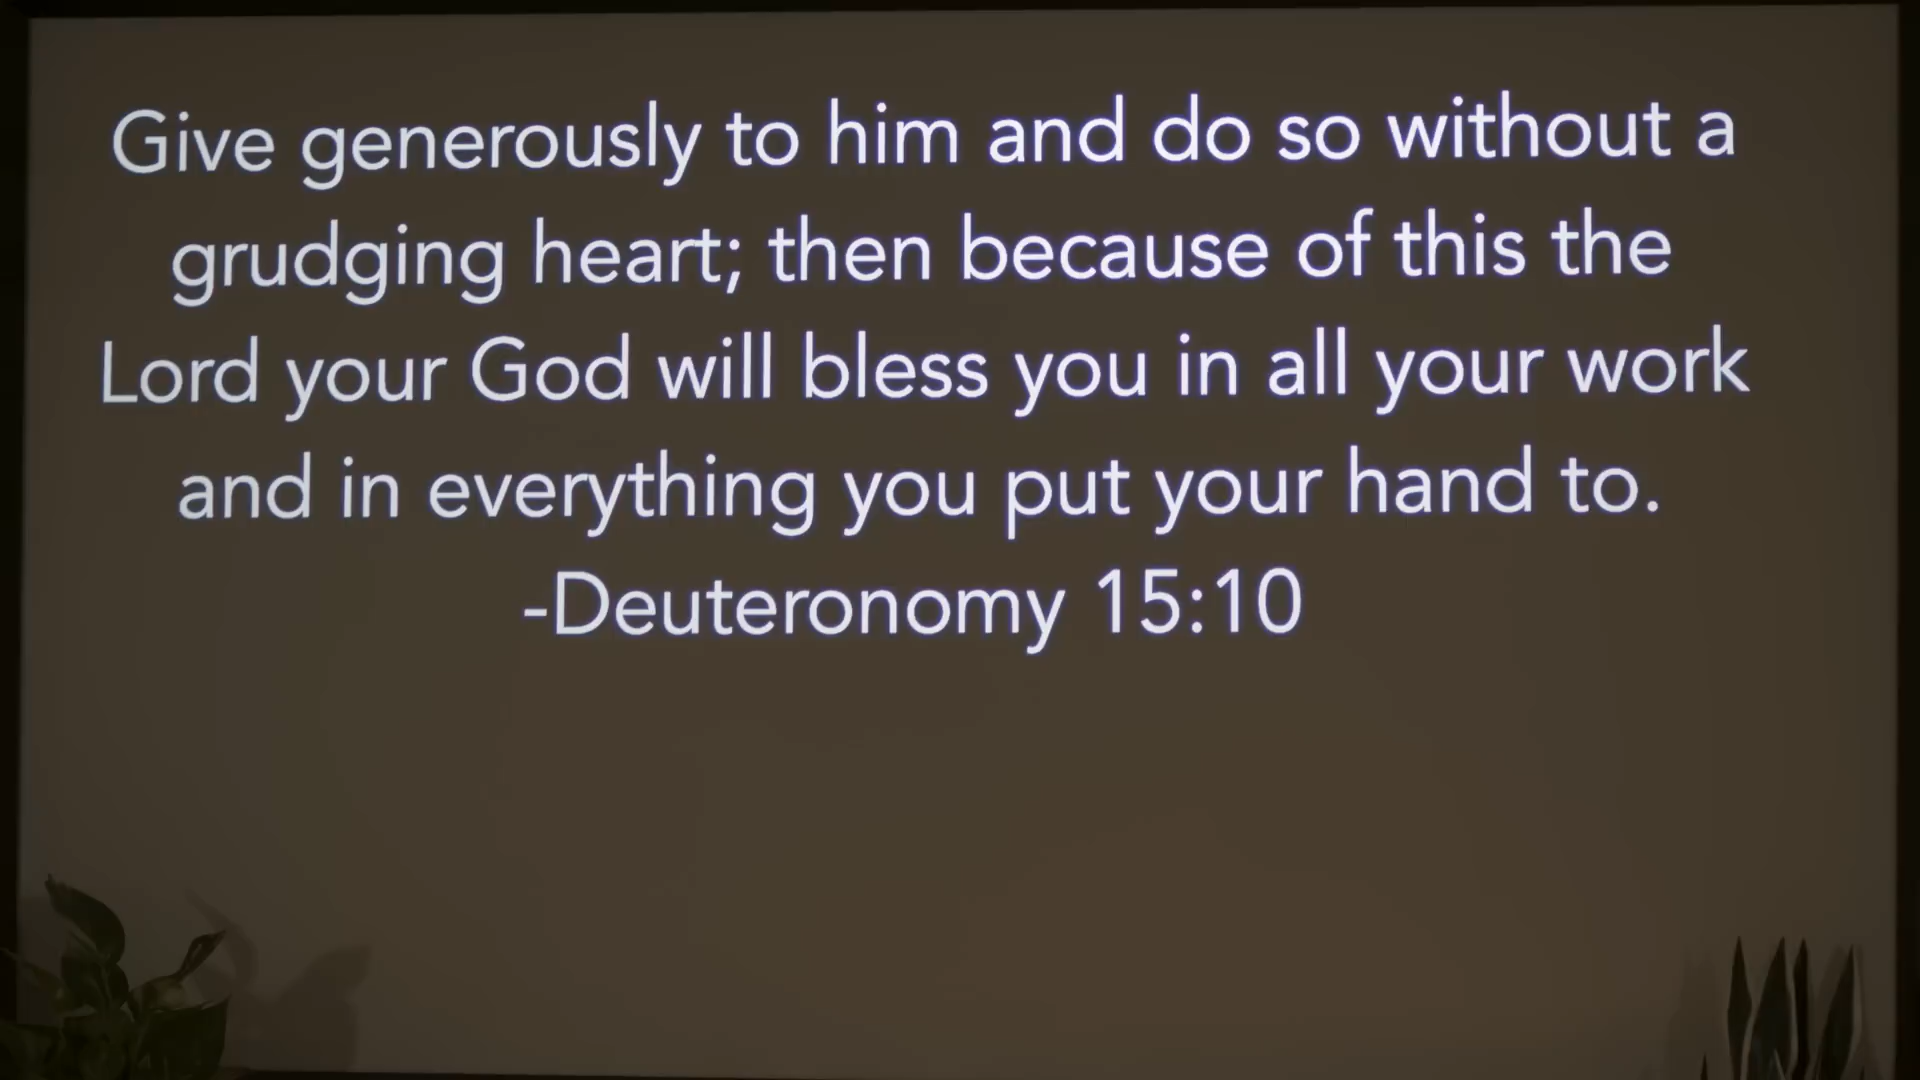 Give generously to him and do so without a
grudging heart; then because of this the
Lord your God will bless you in all your work
and in everything you put your hand to.
-Deuteronomy 15:10